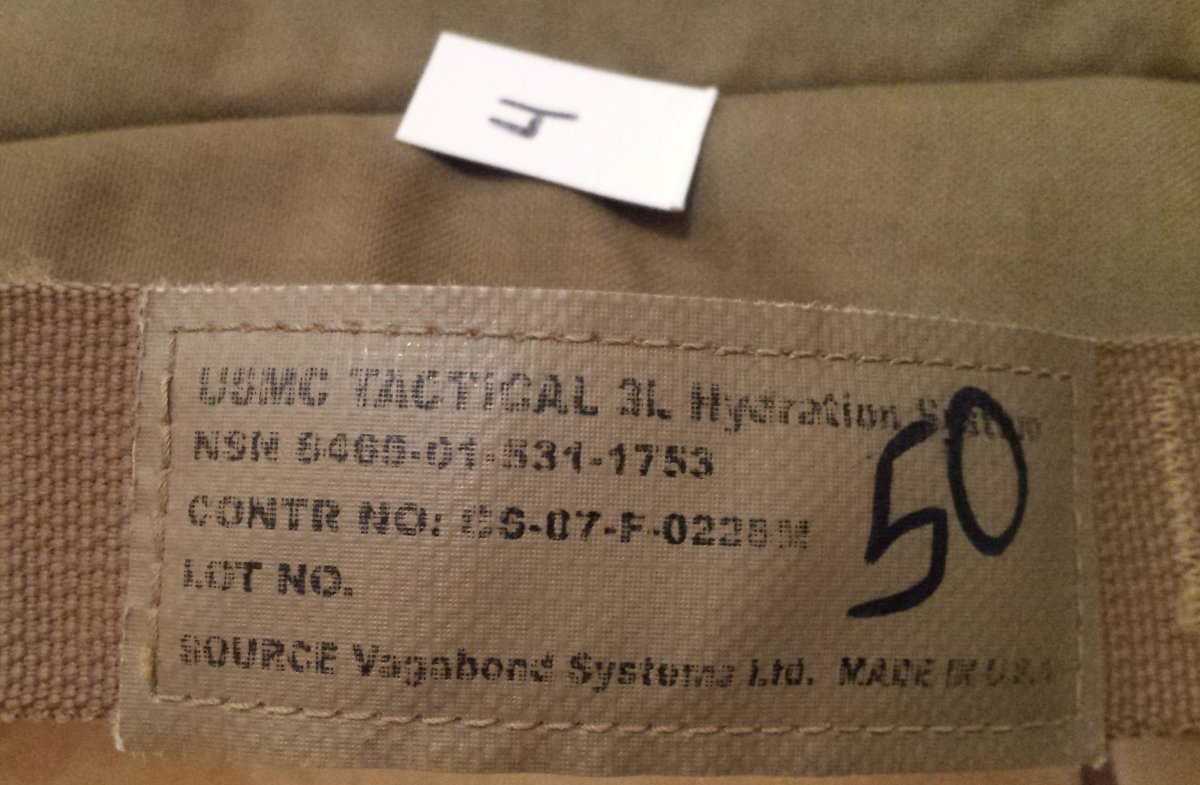 4
USMC TACTICAL 3L Hydration System
NSN 8465-01-531-1753
CONTR NO: GS-07-F-0228M
LOT NO.
SOURCE Vagabond Systems Ltd. MADE IN U.S.A
50